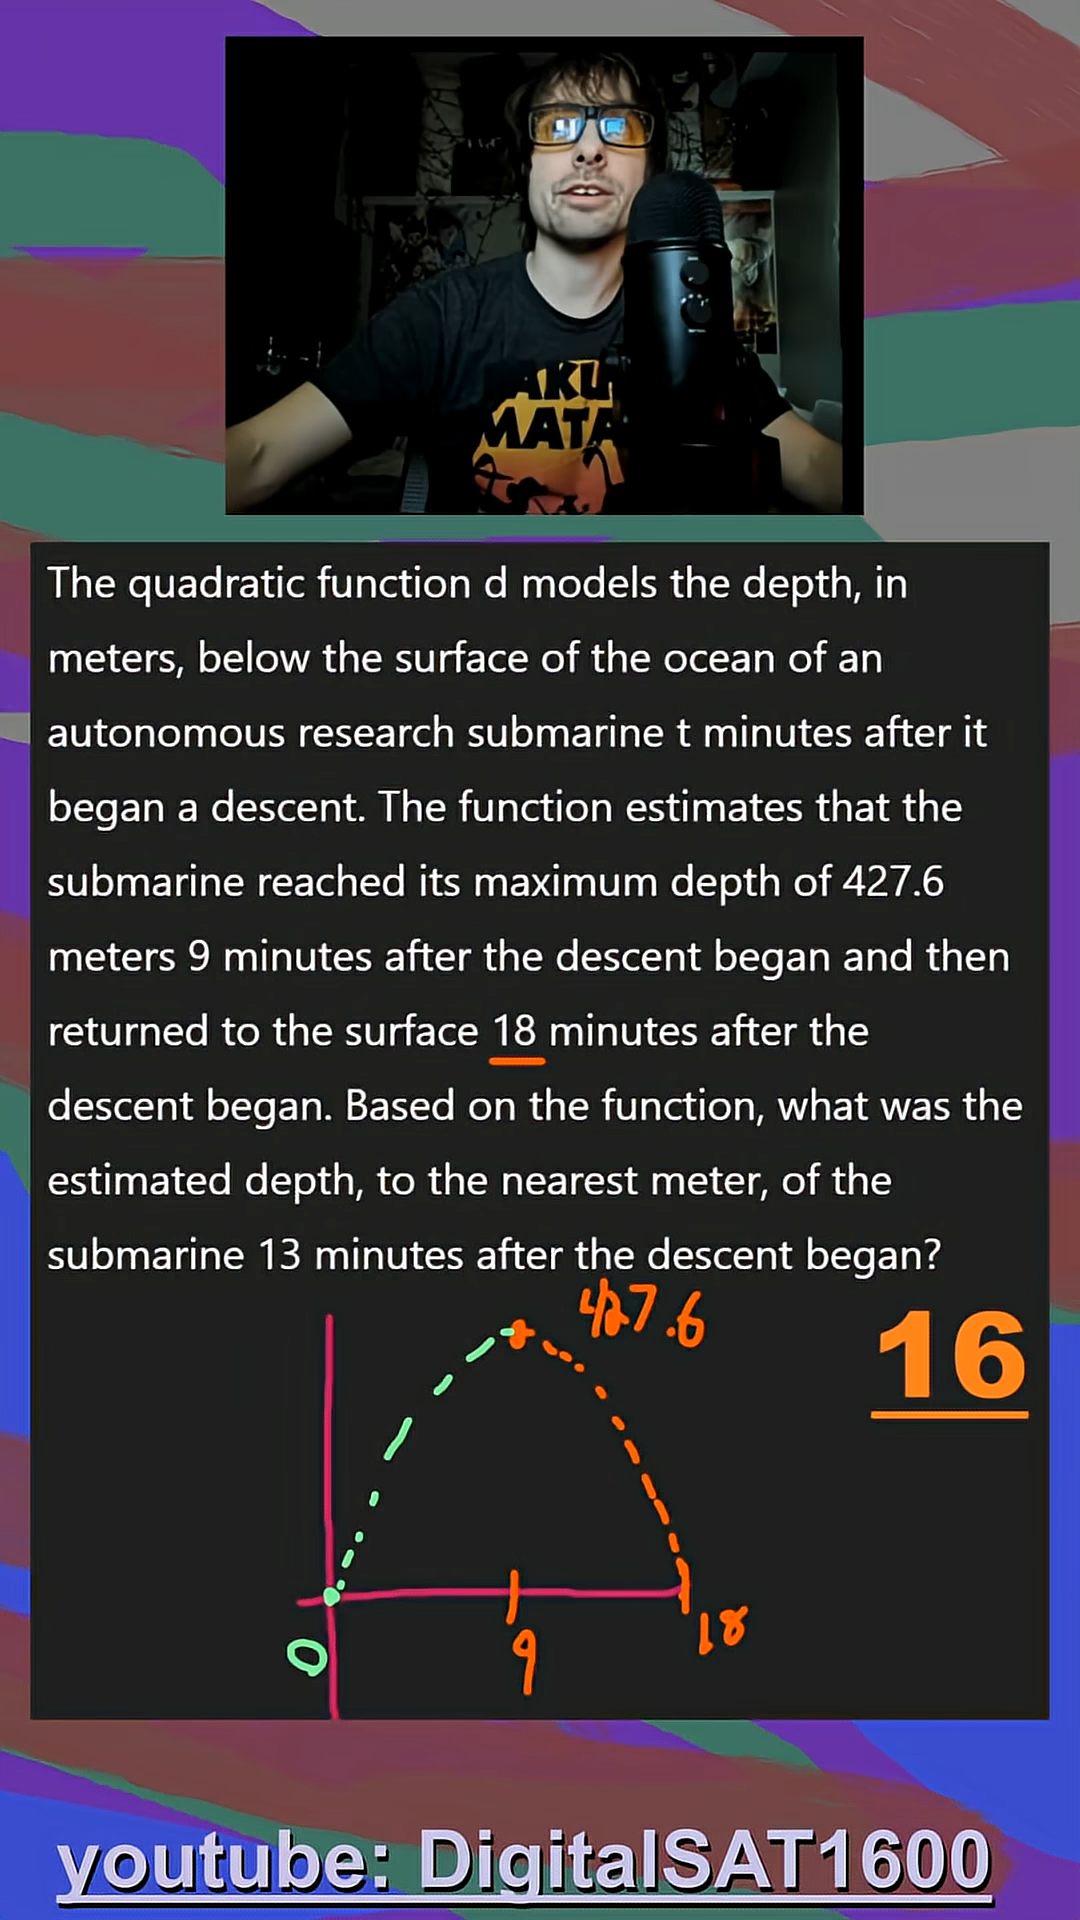 AKU
MATA
The quadratic function d models the depth, in
meters, below the surface of the ocean of an
autonomous research submarine t minutes after it
began a descent. The function estimates that the
submarine reached its maximum depth of 427.6
meters 9 minutes after the descent began and then
returned to the surface 18 minutes after the
descent began. Based on the function, what was the
estimated depth, to the nearest meter, of the
submarine 13 minutes after the descent began?
427.6
16
0
9
18
youtube: DigitalSAT1600